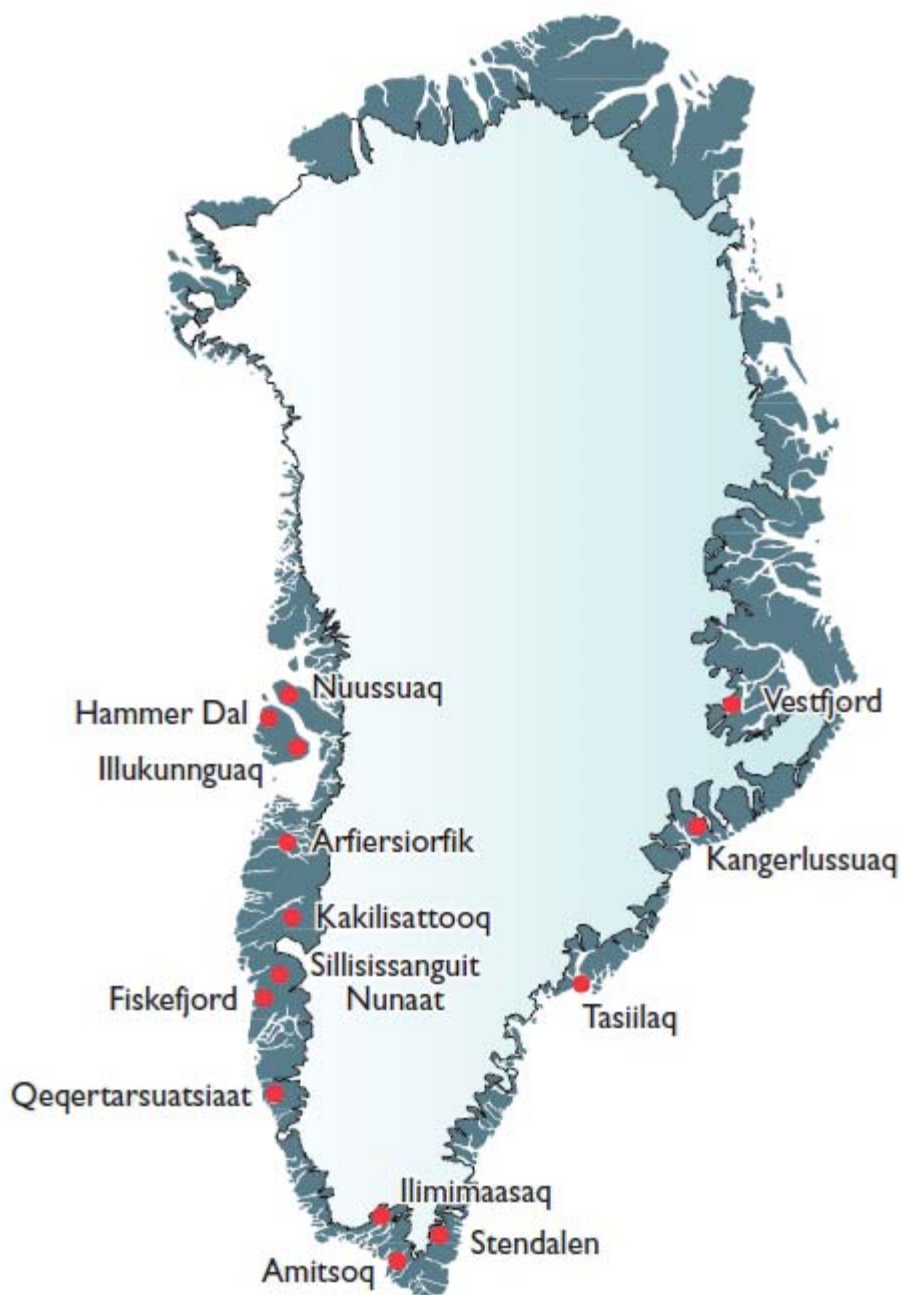 Nuussuaq
Hammer Dal
Vestfjord
Illukunnguaq
Arfiersiorfik
Kangerlussuaq
Kakilisattooq
Sillisissanguit
Nunaat
Fiskefjord
Tasiilaq
Qeqertarsuatsiaat
Ilimimaasaq
Stendalen
Amitsoq